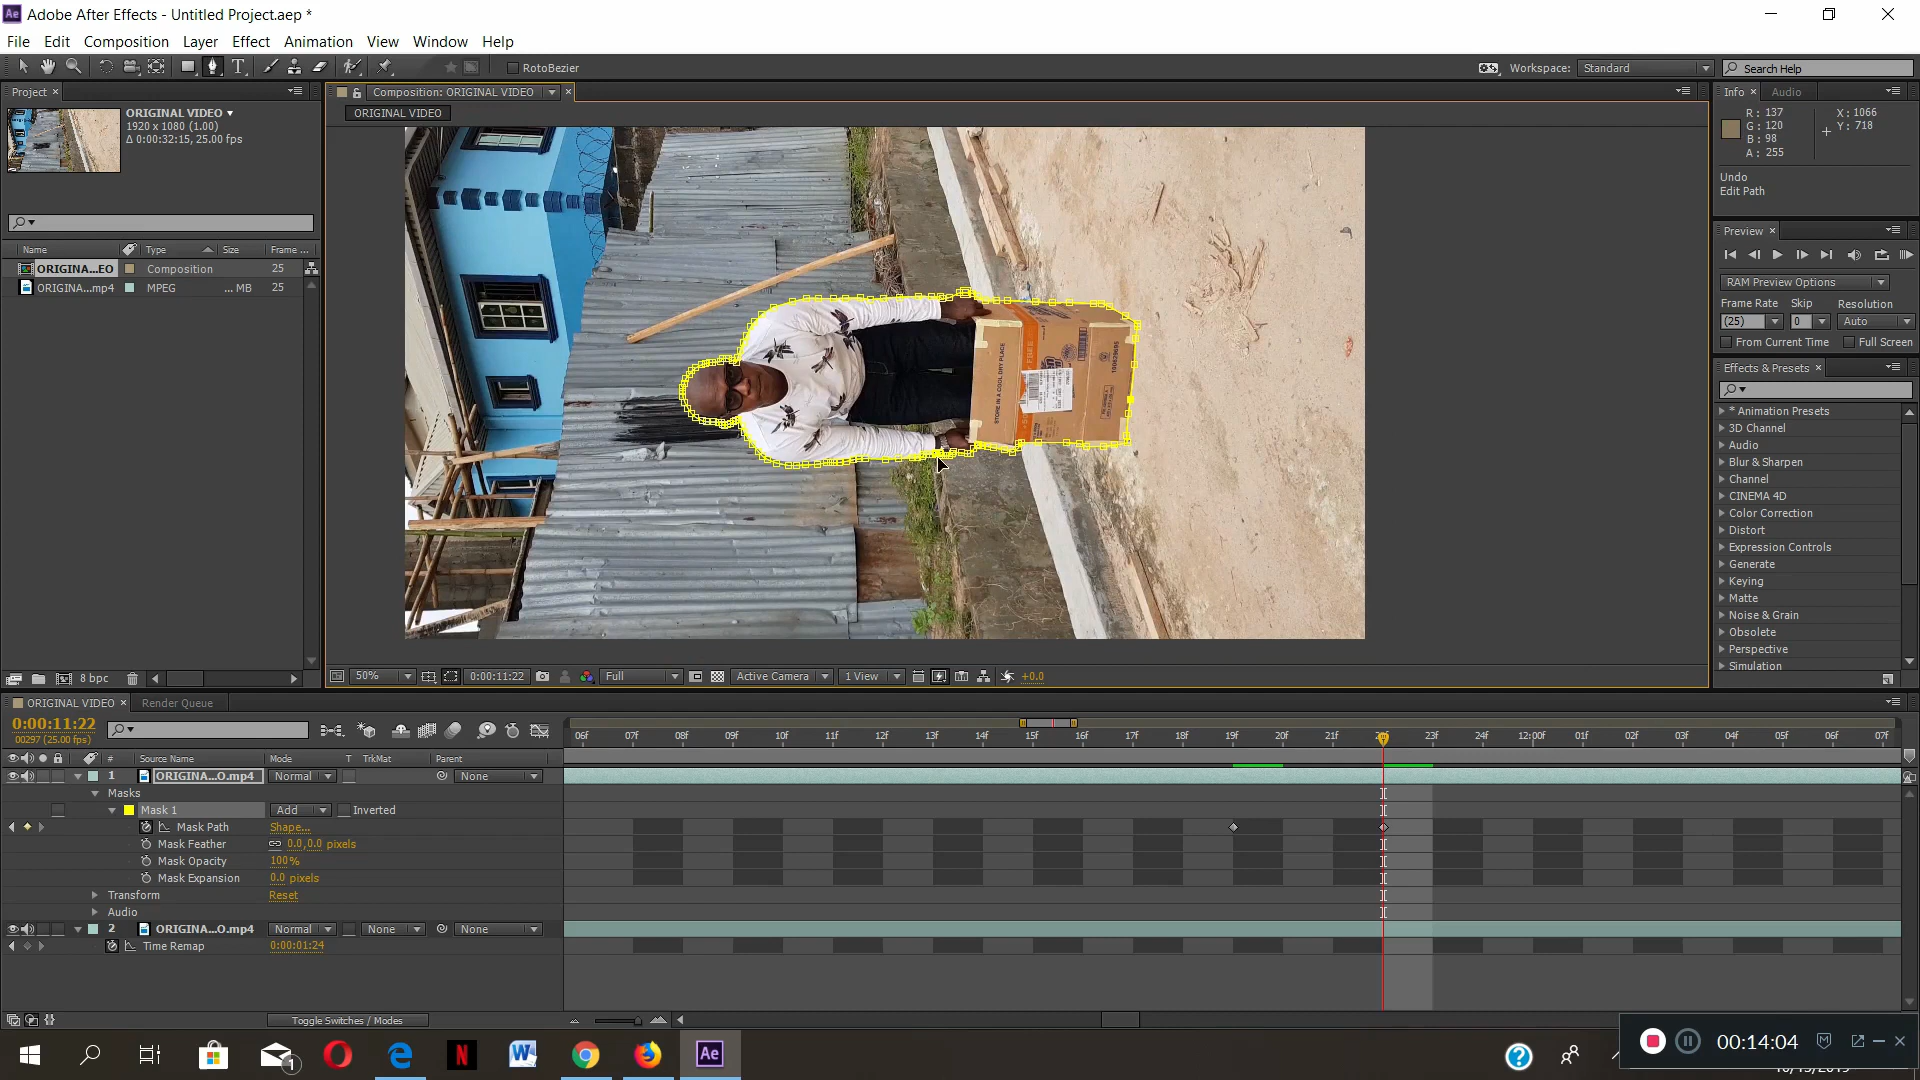 Adobe After Effects - Untitled Project.aep *
File Edit Composition Layer Effect Animation View Window Help
RotoBezier
Workspace: Standard
Search Help
Project
ORIGINAL VIDEO
1920 x 1080 (1.00)
Δ 0:00:32:15, 25.00 fps
Name Type Size Frame ...
ORIGINA...EO Composition 25
ORIGINA...mp4 MPEG ... MB 25
8 bpc
Composition: ORIGINAL VIDEO
ORIGINAL VIDEO
STORE IN A COOL DRY PLACE
50% 0:00:11:22 Full Active Camera 1 View +0.0
Info Audio
R: 137 X: 1066
G: 120 Y: 718
B: 98
A: 255
Undo
Edit Path
Preview
RAM Preview Options
Frame Rate Skip Resolution
(25) 0 Auto
From Current Time Full Screen
Effects & Presets
* Animation Presets
3D Channel
Audio
Blur & Sharpen
Channel
CINEMA 4D
Color Correction
Distort
Expression Controls
Generate
Keying
Matte
Noise & Grain
Obsolete
Perspective
Simulation
ORIGINAL VIDEO Render Queue
0:00:11:22
00297 (25.00 fps)
06f 07f 08f 09f 10f 11f 12f 13f 14f 15f 16f 17f 18f 19f 20f 21f 23f 24f 12:00f 01f 02f 03f 04f 05f 06f 07f
# Source Name Mode T TrkMat Parent
1 ORIGINA...O.mp4 Normal None
Masks
Mask 1 Add Inverted
Mask Path Shape...
Mask Feather 0.0,0.0 pixels
Mask Opacity 100%
Mask Expansion 0.0 pixels
Transform Reset
Audio
2 ORIGINA...O.mp4 Normal None None
Time Remap 0:00:01:24
Toggle Switches / Modes
1
00:14:04